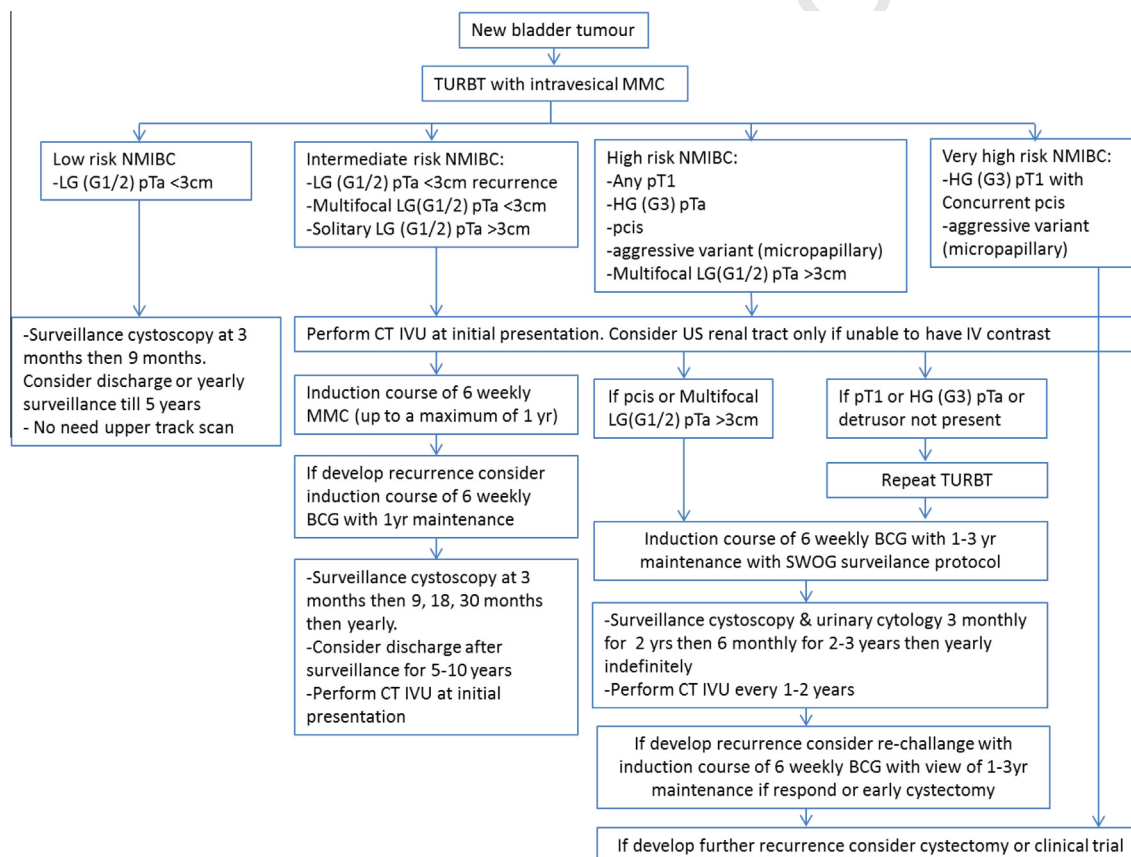 New bladder tumour
TURBT with intravesical MMC
Low risk NMIBC
-LG (G1/2) pTa <3cm
Intermediate risk NMIBC:
-LG (G1/2) pTa <3cm recurrence
-Multifocal LG(G1/2) pTa <3cm
-Solitary LG (G1/2) pTa >3cm
High risk NMIBC:
-Any pT1
-HG (G3) pTa
-pcis
-aggressive variant (micropapillary)
-Multifocal LG(G1/2) pTa >3cm
Very high risk NMIBC:
-HG (G3) pT1 with
Concurrent pcis
-aggressive variant
(micropapillary)
-Surveillance cystoscopy at 3
months then 9 months.
Consider discharge or yearly
surveillance till 5 years
- No need upper track scan
Perform CT IVU at initial presentation. Consider US renal tract only if unable to have IV contrast
Induction course of 6 weekly
MMC (up to a maximum of 1 yr)
If develop recurrence consider
induction course of 6 weekly
BCG with 1yr maintenance
-Surveillance cystoscopy at 3
months then 9, 18, 30 months
then yearly.
-Consider discharge after
surveillance for 5-10 years
-Perform CT IVU at initial
presentation
If pcis or Multifocal
LG(G1/2) pTa >3cm
If pT1 or HG (G3) pTa or
detrusor not present
Repeat TURBT
Induction course of 6 weekly BCG with 1-3 yr
maintenance with SWOG surveilance protocol
-Surveillance cystoscopy & urinary cytology 3 monthly
for 2 yrs then 6 monthly for 2-3 years then yearly
indefinitely
-Perform CT IVU every 1-2 years
If develop recurrence consider re-challange with
induction course of 6 weekly BCG with view of 1-3yr
maintenance if respond or early cystectomy
If develop further recurrence consider cystectomy or clinical trial